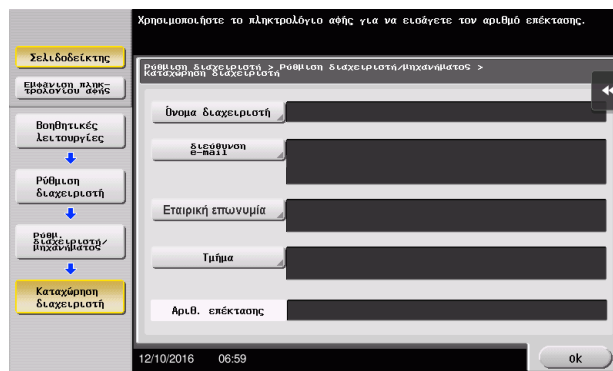 Χρησιμοποιήστε το πληκτρολόγιο αφής για να εισάγετε τον αριθμό επέκτασης.
Σελιδοδείκτης
Εμφάνιση πληκ-
τρολογίου αφής
Βοηθητικές
λειτουργίες
Ρύθμιση
διαχειριστή
Ρύθμ.
διαχειριστή/
μηχανήματος
Καταχώρηση
διαχειριστή
Ρύθμιση διαχειριστή > Ρύθμιση διαχειριστή/μηχανήματος >
Καταχώρηση διαχειριστή
Όνομα διαχειριστή
διεύθυνση
e-mail
Εταιρική επωνυμία
Τμήμα
Αριθ. επέκτασης
12/10/2016 06:59
Ok